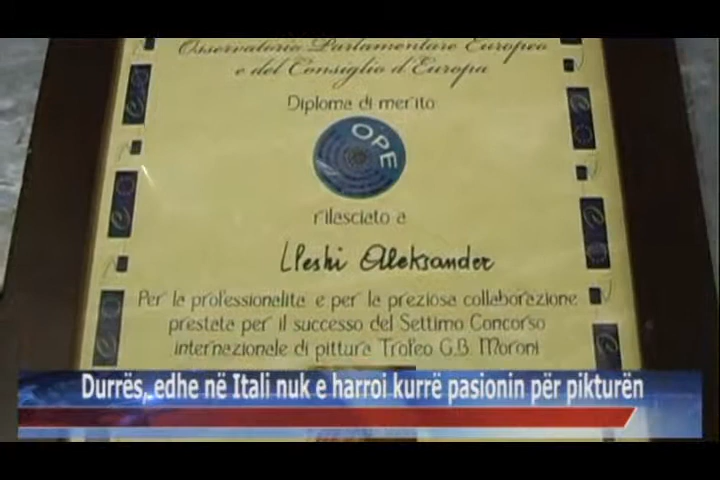 Osservatorio Parlamentare Europeo
e del Consiglio d'Europa
Diploma di merito
OPE
rilasciato a
Lleshi Aleksander
Per la professionalita e per la preziosa collaborazione
prestata per il successo del Settimo Concorso
internazionale di pittura Trofeo G.B. Moroni
Durrës, edhe në Itali nuk e harroi kurrë pasionin për pikturën